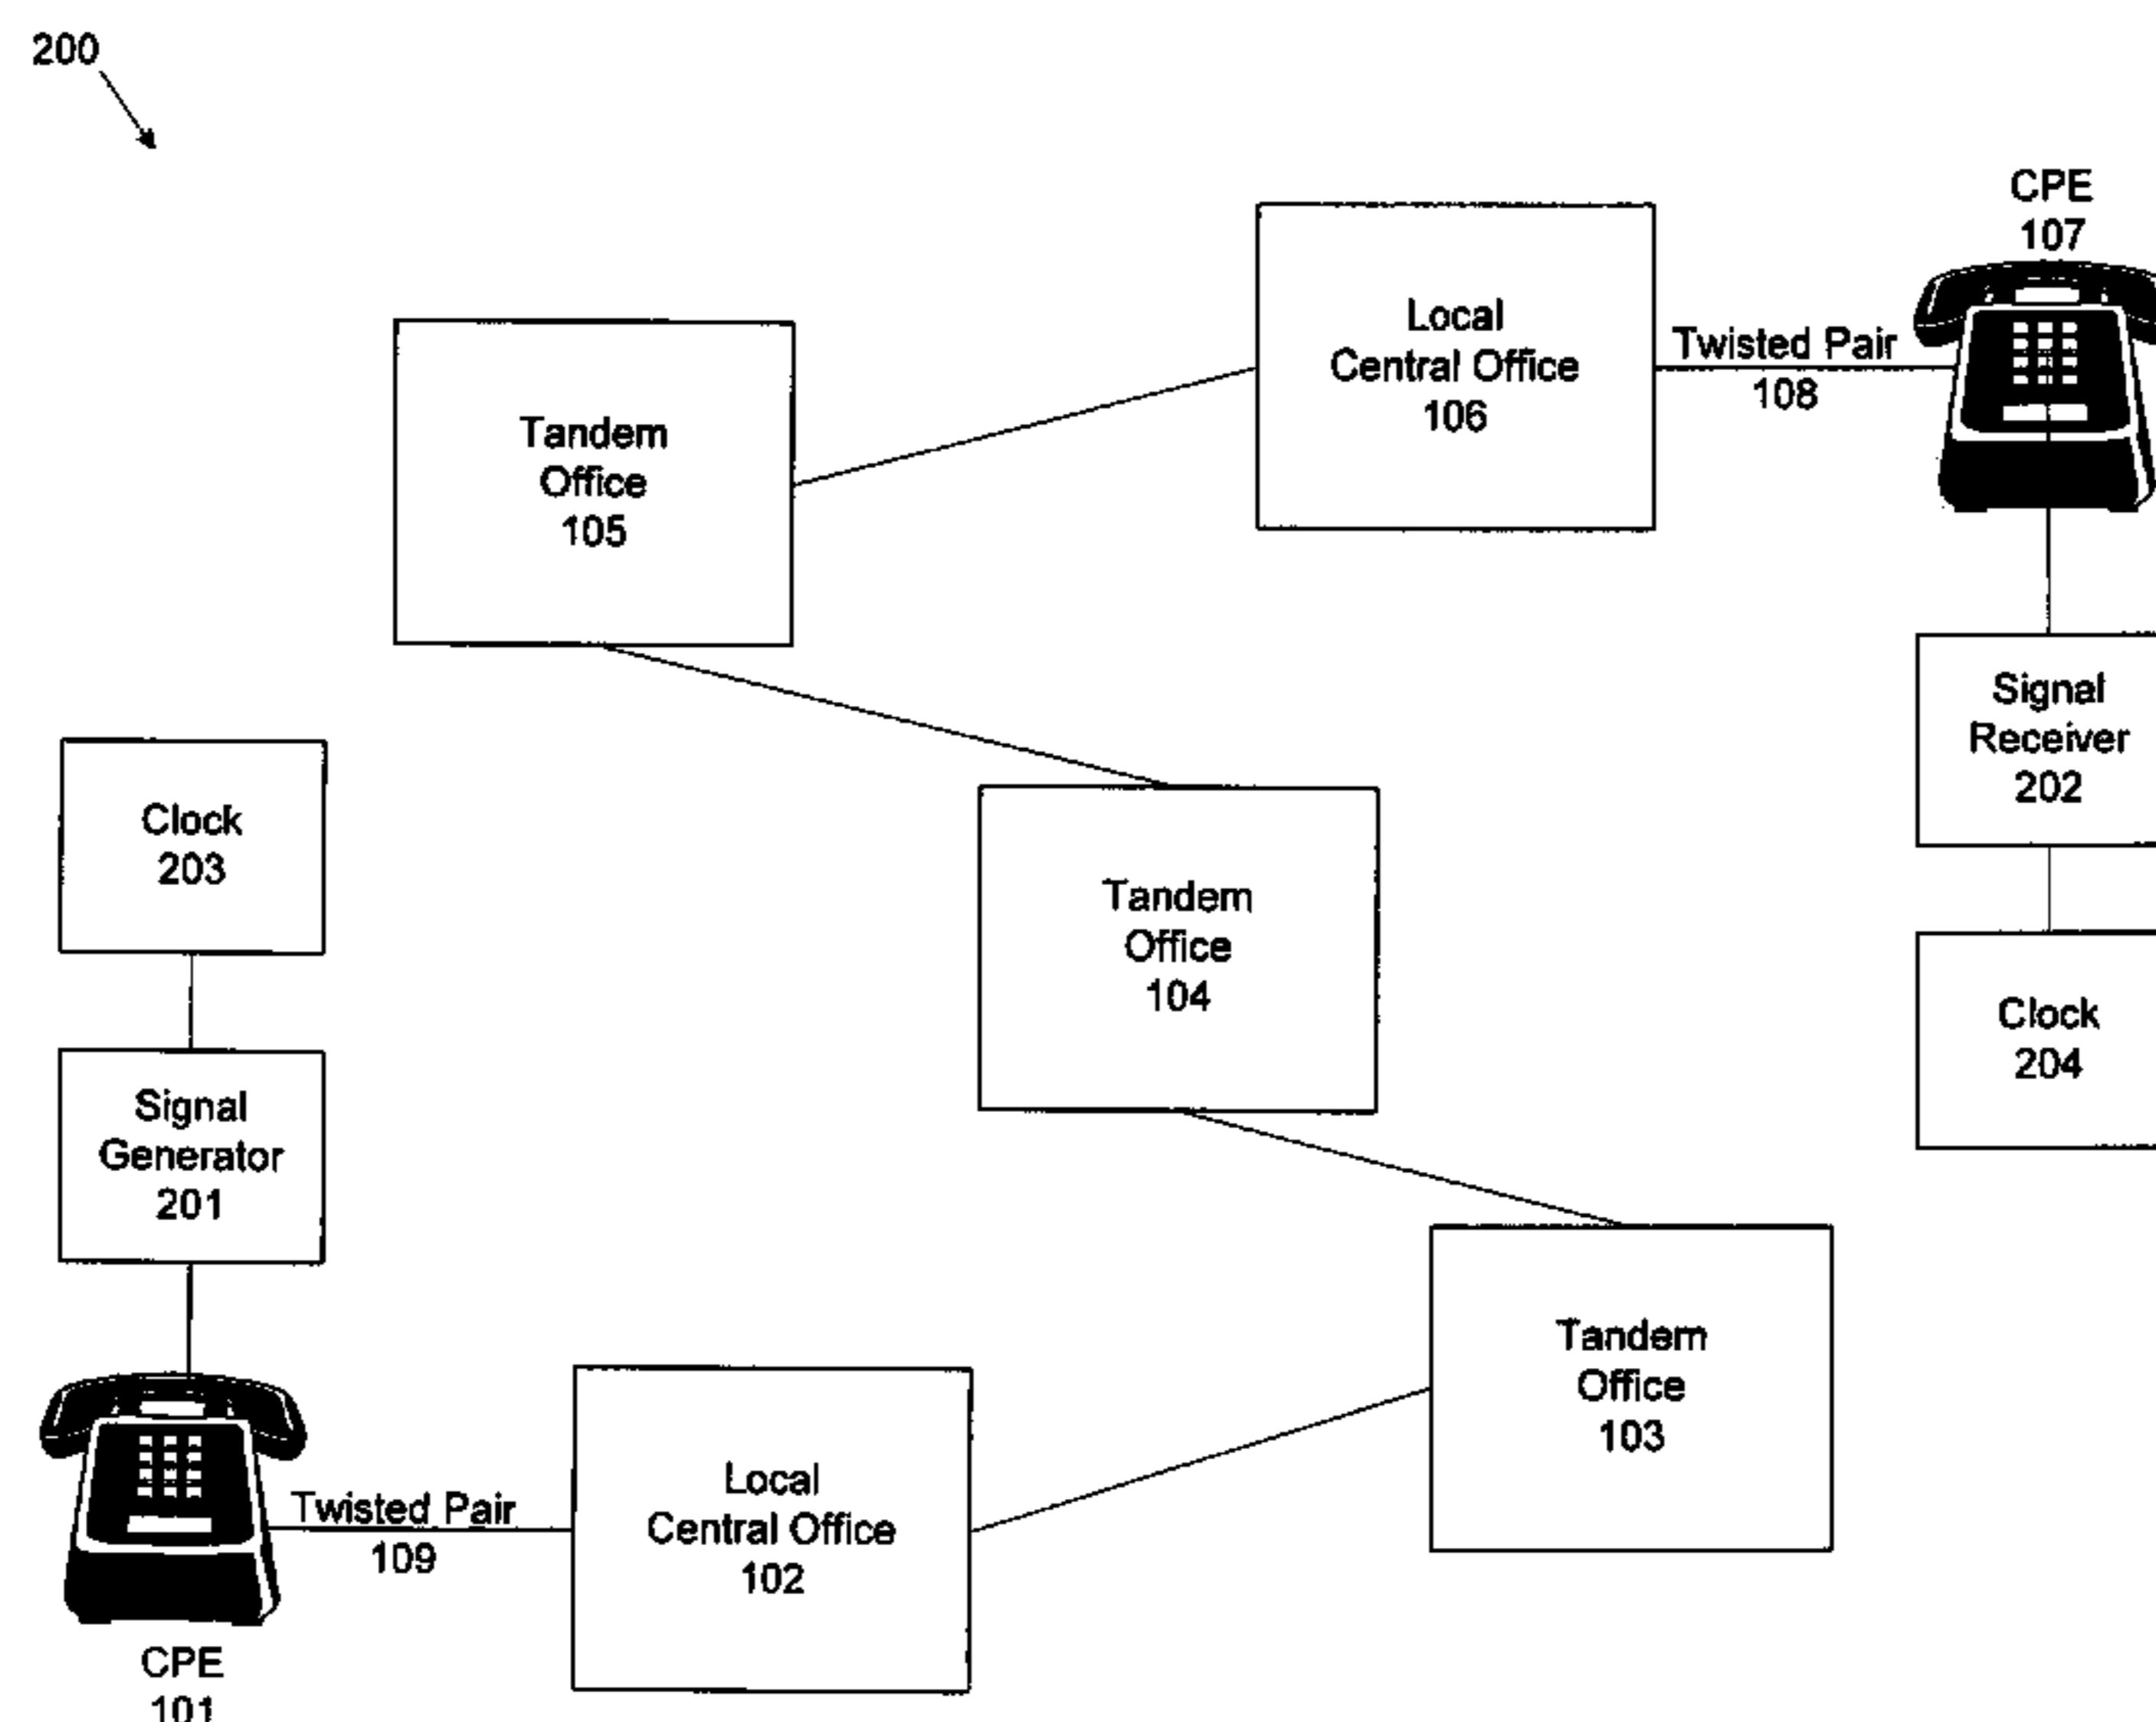 200
CPE
107
Local
Central Office
106
Twisted Pair
108
Tandem
Office
105
Signal
Receiver
202
Clock
203
Tandem
Office
104
Clock
204
Signal
Generator
201
Tandem
Office
103
Twisted Pair
109
Local
Central Office
102
CPE
101